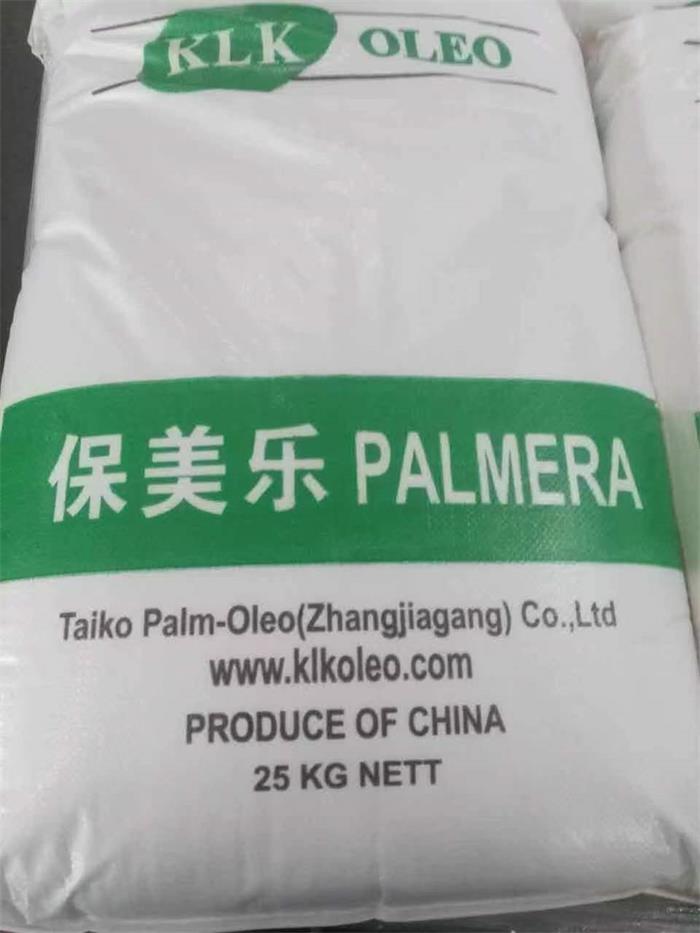 KLK OLEO
保美乐 PALMERA
Taiko Palm-Oleo(Zhangjiagang) Co.,Ltd
www.klkoleo.com
PRODUCE OF CHINA
25 KG NETT